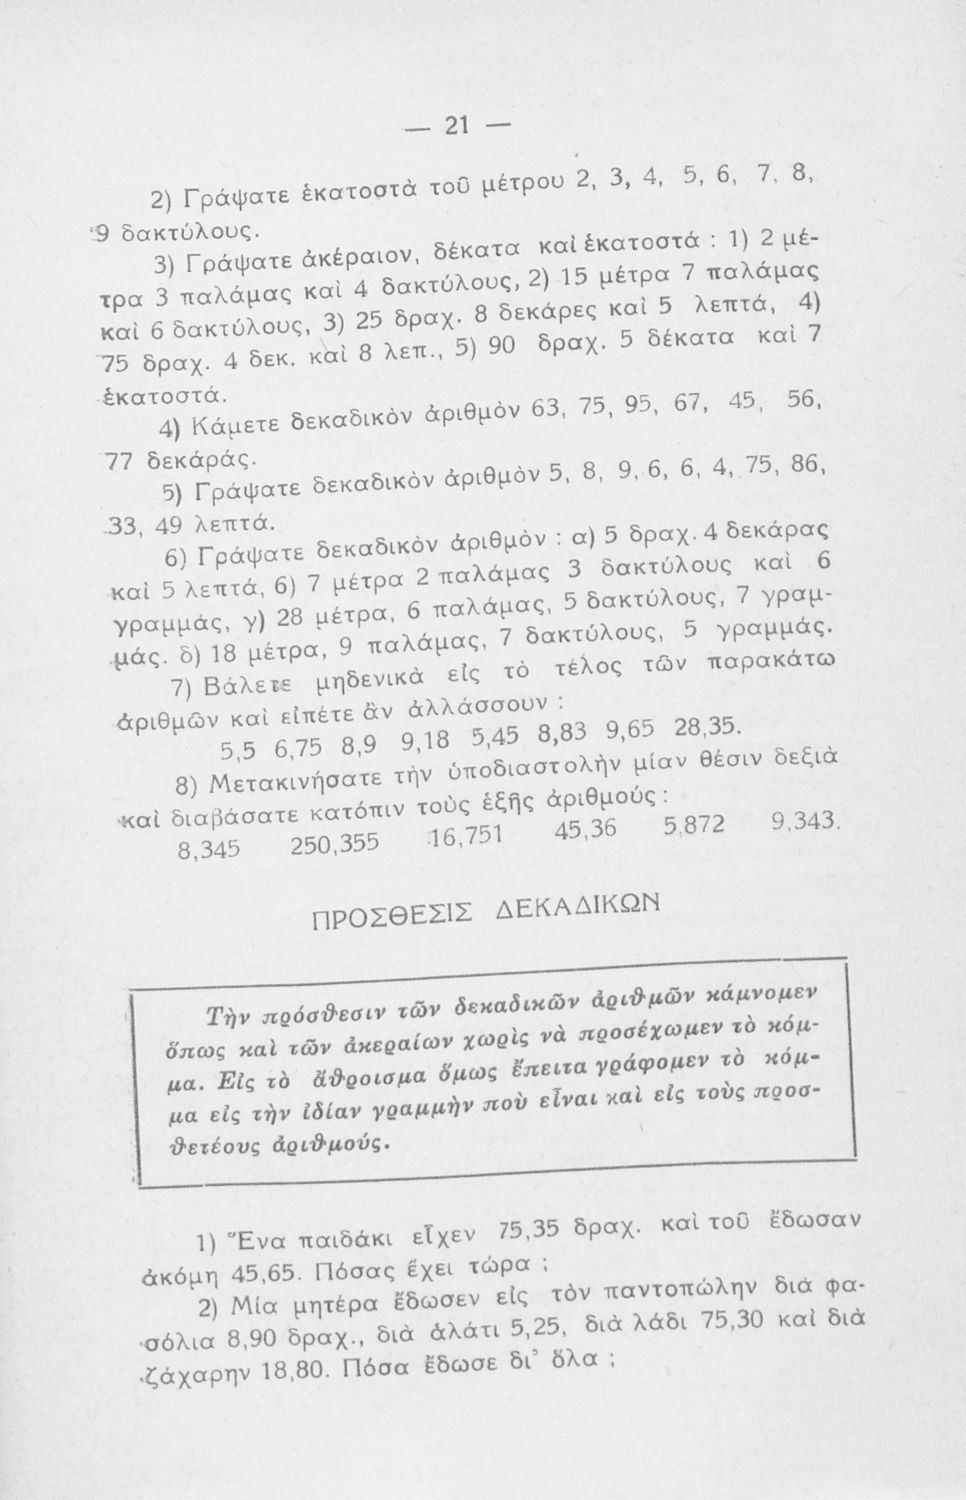 — 21 —
2) Γράψατε ἑκατοστὰ τοῦ μέτρου 2, 3, 4, 5, 6, 7, 8,
9 δακτύλους.
3) Γράψατε ἀκέραιον, δέκατα καὶ ἑκατοστά : 1) 2 μέ-
τρα 3 παλάμας καὶ 4 δακτύλους, 2) 15 μέτρα 7 παλάμας
καὶ 6 δακτύλους, 3) 25 δραχ. 8 δεκάρες καὶ 5 λεπτά, 4)
75 δραχ. 4 δεκ. καὶ 8 λεπ., 5) 90 δραχ. 5 δέκατα καὶ 7
ἑκατοστά.
4) Κάμετε δεκαδικὸν ἀριθμὸν 63, 75, 95, 67, 45, 56,
77 δεκάράς.
5) Γράψατε δεκαδικὸν ἀριθμὸν 5, 8, 9, 6, 6, 4, 75, 86,
33, 49 λεπτά.
6) Γράψατε δεκαδικὸν ἀριθμὸν : α) 5 δραχ. 4 δεκάρας
καὶ 5 λεπτά, 6) 7 μέτρα 2 παλάμας 3 δακτύλους καὶ 6
γραμμάς, γ) 28 μέτρα, 6 παλάμας, 5 δακτύλους, 7 γραμ-
μάς. δ) 18 μέτρα, 9 παλάμας, 7 δακτύλους, 5 γραμμάς.
7) Βάλετε μηδενικὰ εἰς τὸ τέλος τῶν παρακάτω
ἀριθμῶν καὶ εἰπέτε ἂν ἀλλάσσουν :
5,5 6,75 8,9 9,18 5,45 8,83 9,65 28,35.
8) Μετακινήσατε τὴν ὑποδιαστολὴν μίαν θέσιν δεξιὰ
καὶ διαβάσατε κατόπιν τοὺς ἑξῆς ἀριθμούς :
8,345 250,355 16,751 45,36 5,872 9,343.
ΠΡΟΣΘΕΣΙΣ ΔΕΚΑΔΙΚΩΝ
Τὴν πρόσθεσιν τῶν δεκαδικῶν ἀριθμῶν κάμνομεν
ὅπως καὶ τῶν ἀκεραίων χωρὶς νὰ προσέχωμεν τὸ κόμ-
μα. Εἰς τὸ ἄθροισμα ὅμως ἔπειτα γράφομεν τὸ κόμ-
μα εἰς τὴν ἰδίαν γραμμὴν ποὺ εἶναι καὶ εἰς τοὺς προσ-
θετέους ἀριθμούς.
1) Ἕνα παιδάκι εἶχεν 75,35 δραχ. καὶ τοῦ ἔδωσαν
ἀκόμη 45,65. Πόσας ἔχει τώρα ;
2) Μία μητέρα ἔδωσεν εἰς τὸν παντοπώλην διὰ φα-
σόλια 8,90 δραχ., διὰ ἀλάτι 5,25, διὰ λάδι 75,30 καὶ διὰ
ζάχαρην 18,80. Πόσα ἔδωσε δι᾽ ὅλα ;